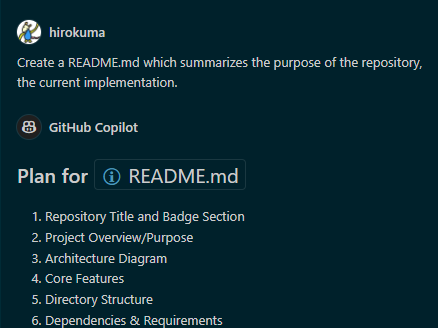 hirokuma
Create a README.md which summarizes the purpose of the repository,
the current implementation.
GitHub Copilot
Plan for README.md
1. Repository Title and Badge Section
2. Project Overview/Purpose
3. Architecture Diagram
4. Core Features
5. Directory Structure
6. Dependencies & Requirements